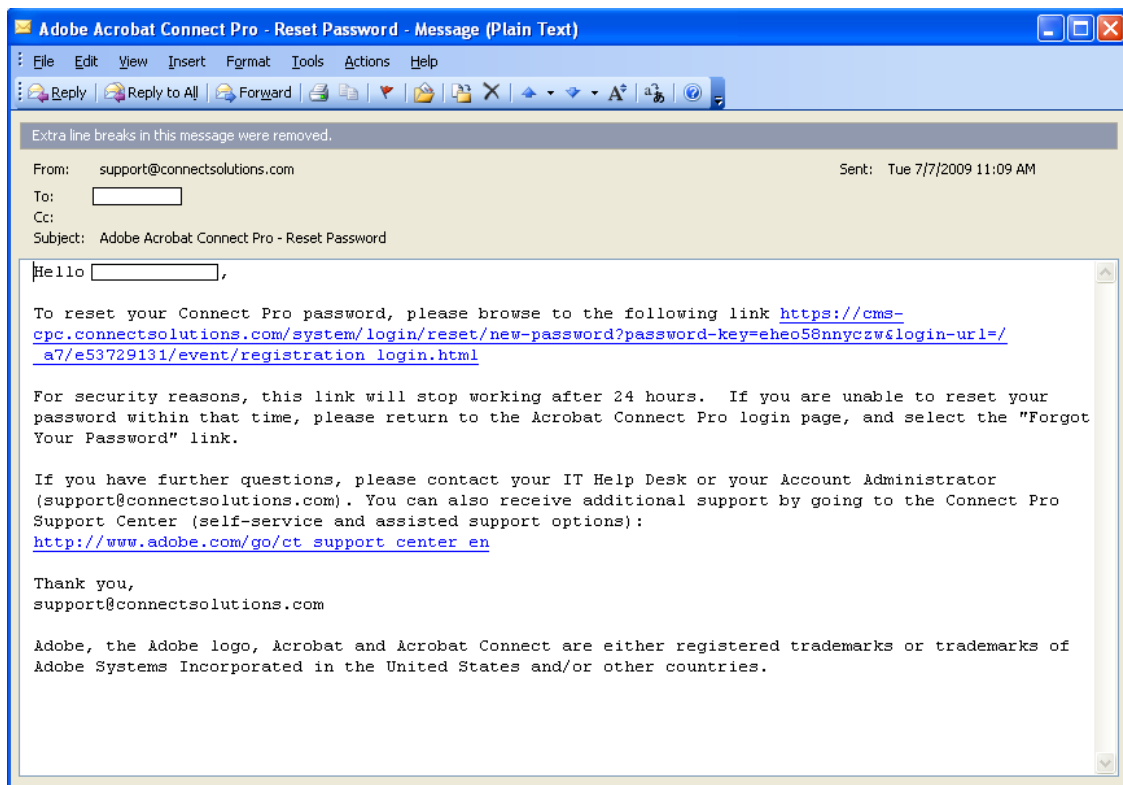 Adobe Acrobat Connect Pro - Reset Password - Message (Plain Text)
File Edit View Insert Format Tools Actions Help
Reply Reply to All Forward
Extra line breaks in this message were removed.
From: support@connectsolutions.com Sent: Tue 7/7/2009 11:09 AM
To:
Cc:
Subject: Adobe Acrobat Connect Pro - Reset Password
Hello ,
To reset your Connect Pro password, please browse to the following link https://cms-
cpc.connectsolutions.com/system/login/reset/new-password?password-key=eheo58nnyczw&login-url=/
_a7/e53729131/event/registration_login.html
For security reasons, this link will stop working after 24 hours.  If you are unable to reset your
password within that time, please return to the Acrobat Connect Pro login page, and select the "Forgot
Your Password" link.
If you have further questions, please contact your IT Help Desk or your Account Administrator
(support@connectsolutions.com). You can also receive additional support by going to the Connect Pro
Support Center (self-service and assisted support options):
http://www.adobe.com/go/ct_support_center_en
Thank you,
support@connectsolutions.com
Adobe, the Adobe logo, Acrobat and Acrobat Connect are either registered trademarks or trademarks of
Adobe Systems Incorporated in the United States and/or other countries.